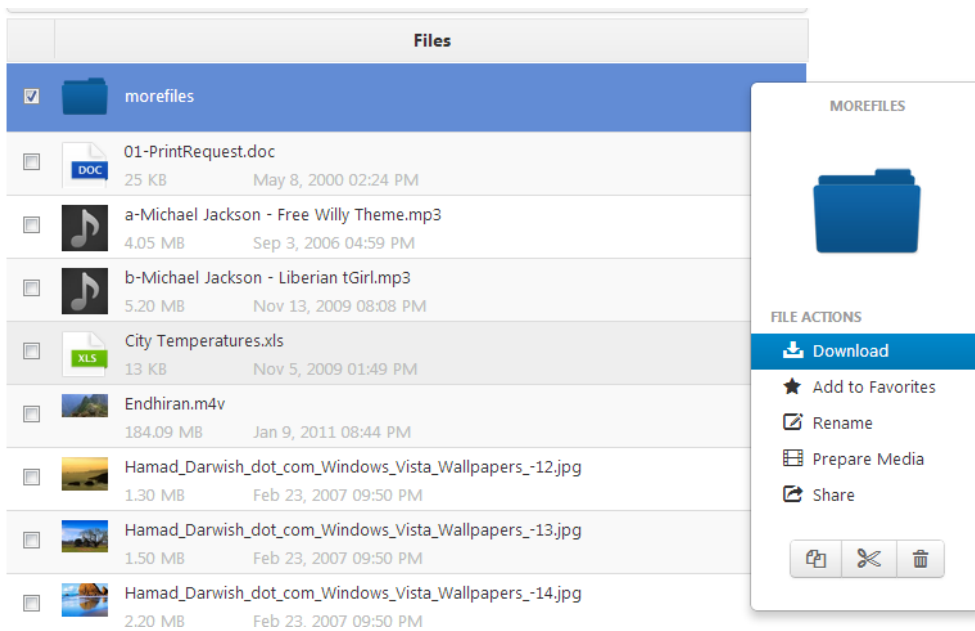 Files
morefiles
01-PrintRequest.doc
DOC
25 KB May 8, 2000 02:24 PM
a-Michael Jackson - Free Willy Theme.mp3
4.05 MB Sep 3, 2006 04:59 PM
b-Michael Jackson - Liberian tGirl.mp3
5.20 MB Nov 13, 2009 08:08 PM
City Temperatures.xls
XLS
13 KB Nov 5, 2009 01:49 PM
Endhiran.m4v
184.09 MB Jan 9, 2011 08:44 PM
Hamad_Darwish_dot_com_Windows_Vista_Wallpapers_-12.jpg
1.30 MB Feb 23, 2007 09:50 PM
Hamad_Darwish_dot_com_Windows_Vista_Wallpapers_-13.jpg
1.50 MB Feb 23, 2007 09:50 PM
Hamad_Darwish_dot_com_Windows_Vista_Wallpapers_-14.jpg
2.20 MB Feb 23, 2007 09:50 PM
MOREFILES
FILE ACTIONS
Download
Add to Favorites
Rename
Prepare Media
Share